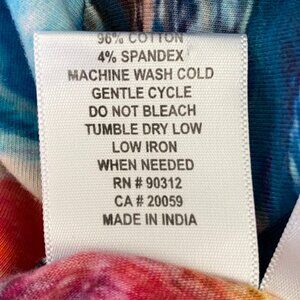 96% COTTON
4% SPANDEX
MACHINE WASH COLD
GENTLE CYCLE
DO NOT BLEACH
TUMBLE DRY LOW
LOW IRON
WHEN NEEDED
RN # 90312
CA # 20059
MADE IN INDIA